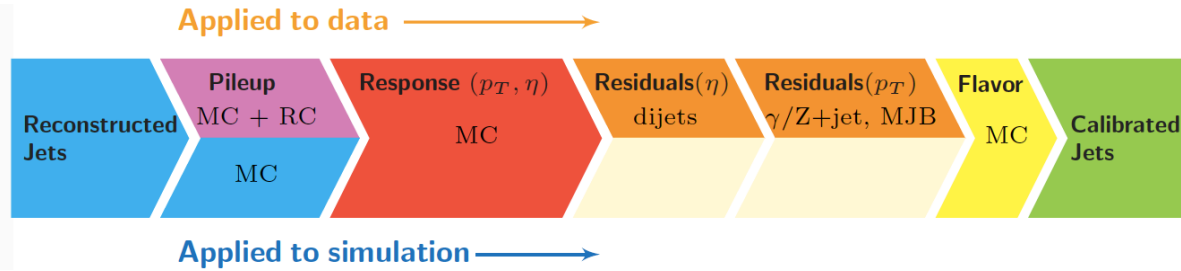 Applied to data
Reconstructed
Jets
Pileup
MC + RC
MC
Response (p_T, η)
MC
Residuals(η)
dijets
Residuals(p_T)
γ/Z+jet, MJB
Flavor
MC
Calibrated
Jets
Applied to simulation